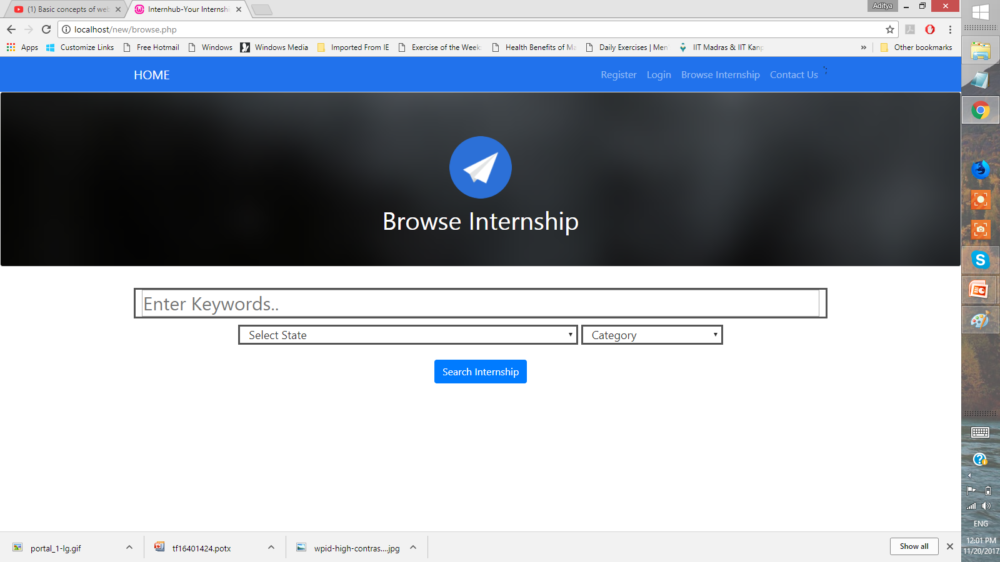 (1) Basic concepts of web
Internhub-Your Internshi
Aditya
localhost/new/browse.php
Apps
Customize Links
Free Hotmail
Windows
Windows Media
Imported From IE
Exercise of the Week
Health Benefits of Ma
Daily Exercises | Men
IIT Madras & IIT Kanp
»
Other bookmarks
HOME
Register
Login
Browse Internship
Contact Us
Browse Internship
Enter Keywords..
Select State
Category
Search Internship
portal_1-lg.gif
tf16401424.potx
wpid-high-contras....jpg
Show all
ENG
12:01 PM
11/20/2017